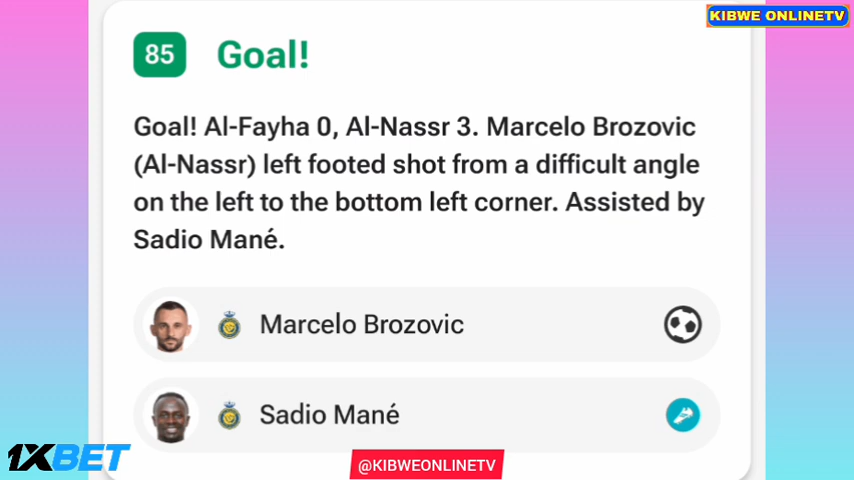 KIBWE ONLINETV
85 Goal!
Goal! Al-Fayha 0, Al-Nassr 3. Marcelo Brozovic
(Al-Nassr) left footed shot from a difficult angle
on the left to the bottom left corner. Assisted by
Sadio Mané.
Marcelo Brozovic
Sadio Mané
1XBET
@KIBWEONLINETV